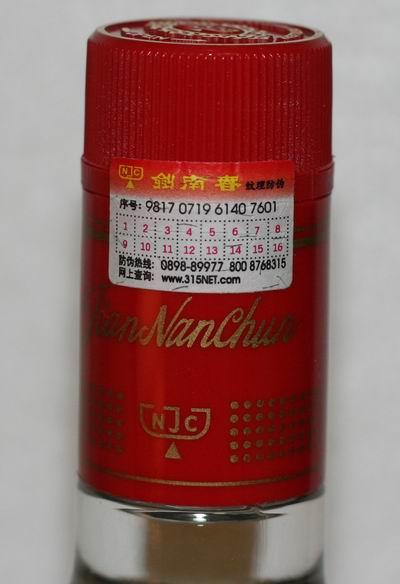 NJC 剑南春 纹理防伪
序号: 9817 0719 6140 7601
1 2 3 4 5 6 7 8
9 10 11 12 13 14 15 16
防伪热线: 0898-89977 800 8768315
网上查询: www.315NET.com
JianNanChun
NJC